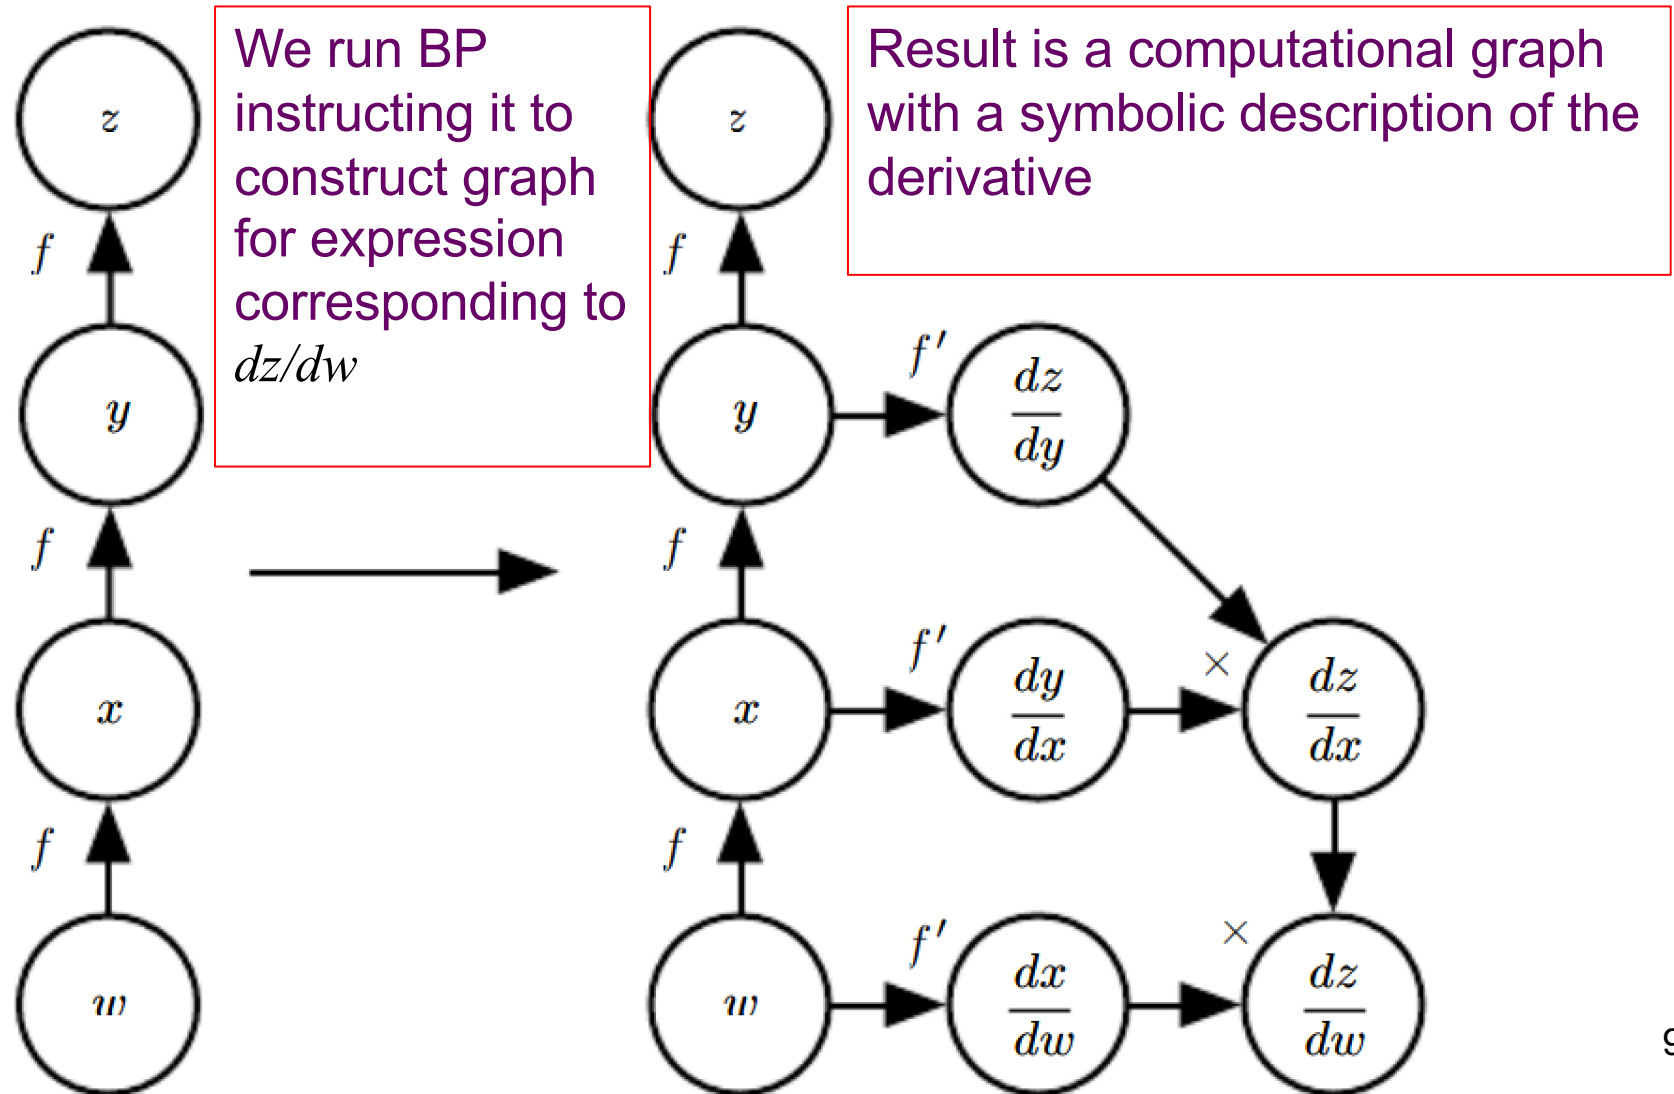 We run BP
instructing it to
construct graph
for expression
corresponding to
dz/dw
Result is a computational graph
with a symbolic description of the
derivative
z
f
y
f
x
f
w
z
f
y
f′
dz
dy
f
x
f′
dy
dx
×
dz
dx
f
w
f′
dx
dw
×
dz
dw
9